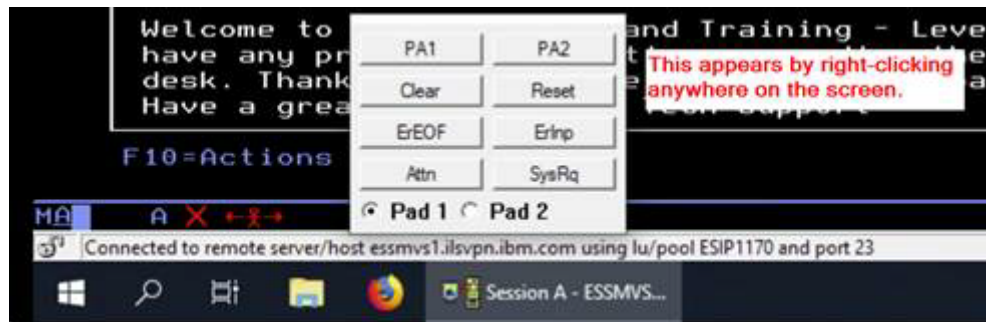 Welcome to and Training - Leve
have any pr
desk. Thank
Have a grea
PA1 PA2
Clear Reset
ErEOF ErInp
Attn SysRq
Pad 1 Pad 2
This appears by right-clicking
anywhere on the screen.
F10=Actions
MA A
Connected to remote server/host essmvs1.ilsvpn.ibm.com using lu/pool ESIP1170 and port 23
Session A - ESSMVS...